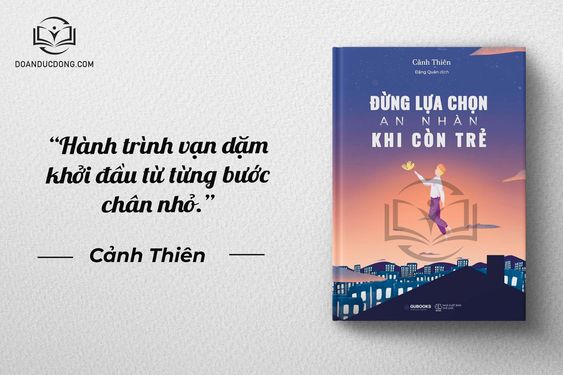 DOANDUCDONG.COM
“Hành trình vạn dặm
khởi đầu từ từng bước
chân nhỏ.”
Cảnh Thiên
Cảnh Thiên
Đặng Quân dịch
ĐỪNG LỰA CHỌN
AN NHÀN
KHI CÒN TRẺ
GUBOOKS